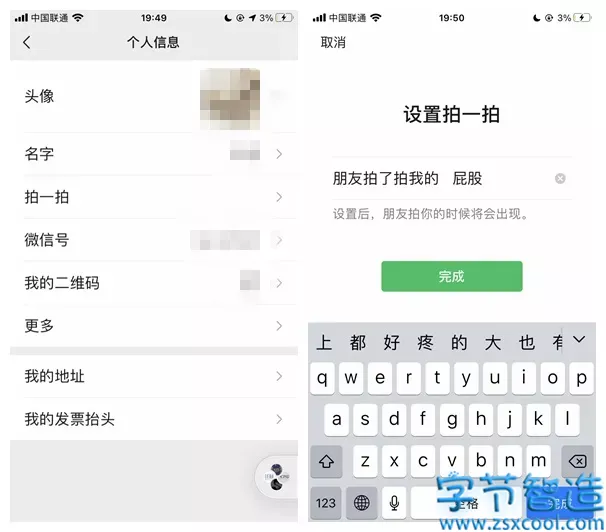 中国联通
19:49
3%
个人信息
头像
名字
拍一拍
微信号
我的二维码
更多
我的地址
我的发票抬头
中国联通
19:50
3%
取消
设置拍一拍
朋友拍了拍我的 屁股
设置后，朋友拍你的时候将会出现。
完成
上 都 好 疼 的 大 也 有
q w e r t y u i o p
a s d f g h j k l
z x c v b n m
123 空格 完成
字节智造
www.zsxcool.com